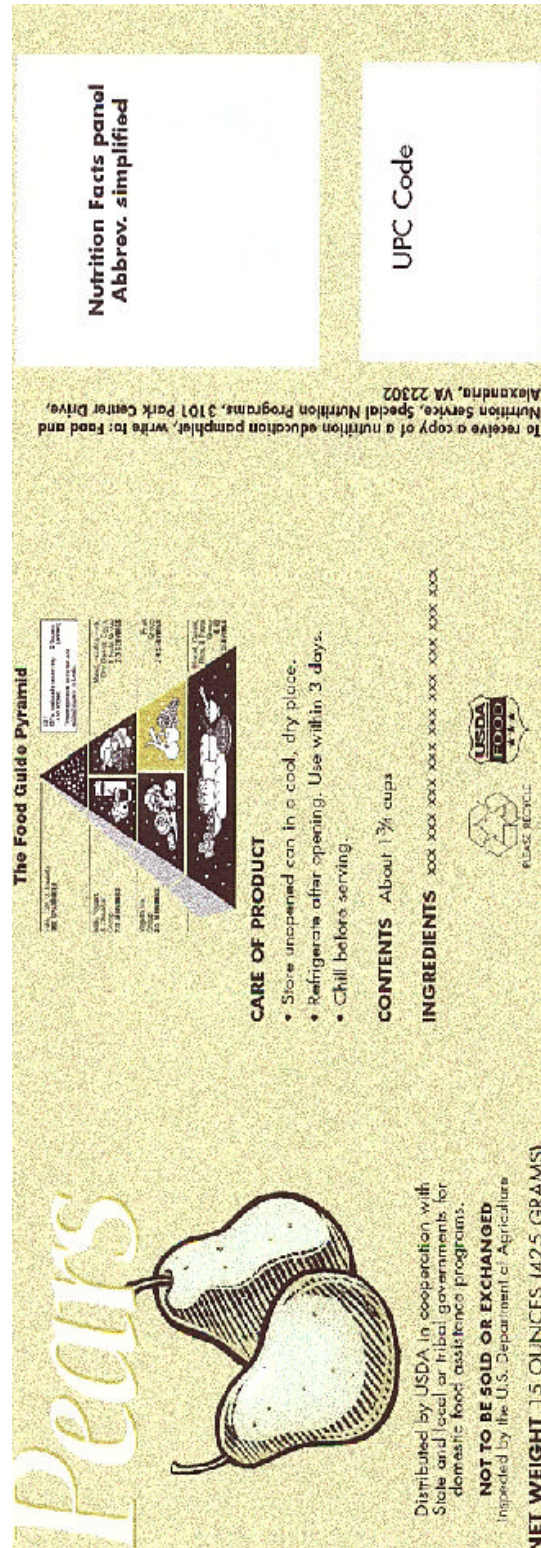 Pears
Distributed by USDA in cooperation with
State and local or tribal governments for
domestic food assistance programs.
NOT TO BE SOLD OR EXCHANGED
Inspected by the U.S. Department of Agriculture
NET WEIGHT 15 OUNCES (425 GRAMS)
The Food Guide Pyramid
Fruit
Group
CARE OF PRODUCT
• Store unopened can in a cool, dry place.
• Refrigerate after opening. Use within 3 days.
• Chill before serving.
CONTENTS About 1¾ cups
INGREDIENTS xxx xxx xxx xxx xxx xxx xxx xxx xxx
PLEASE RECYCLE
USDA
FOOD
To receive a copy of a nutrition education pamphlet, write to: Food and
Nutrition Service, Special Nutrition Programs, 3101 Park Center Drive,
Alexandria, VA 22302
Nutrition Facts panel
Abbrev. simplified
UPC Code